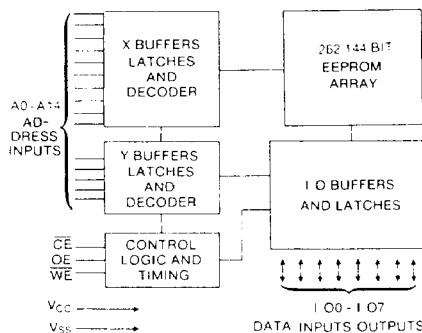 X BUFFERS
LATCHES
AND
DECODER
262 144 BIT
EEPROM
ARRAY
A0-A14
AD-
DRESS
INPUTS
Y BUFFERS
LATCHES
AND
DECODER
I O BUFFERS
AND LATCHES
CE
OE
WE
CONTROL
LOGIC AND
TIMING
VCC
VSS
I O0 - I O7
DATA INPUTS OUTPUTS